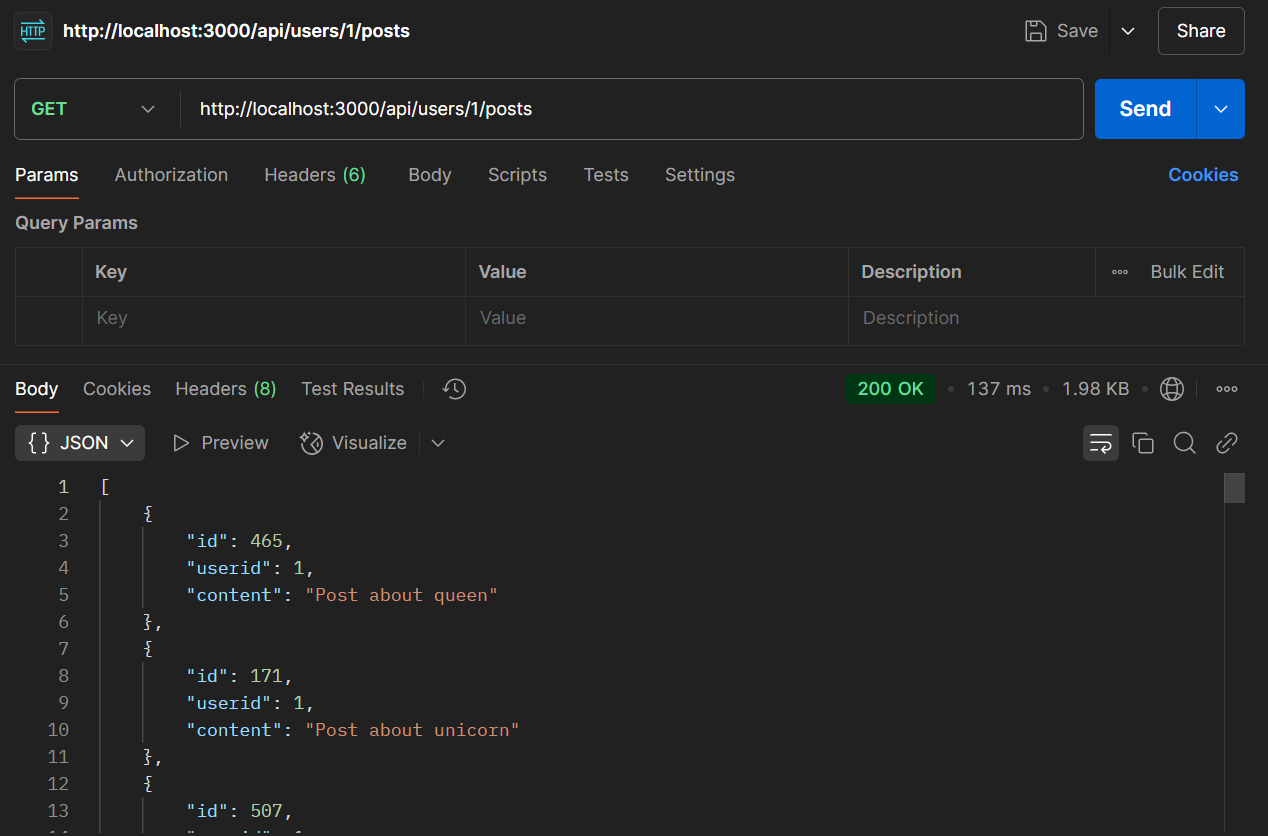 HTTP http://localhost:3000/api/users/1/posts Save Share
GET http://localhost:3000/api/users/1/posts Send
Params Authorization Headers (6) Body Scripts Tests Settings Cookies
Query Params
Key Value Description Bulk Edit
Key Value Description
Body Cookies Headers (8) Test Results 200 OK • 137 ms • 1.98 KB •
{} JSON Preview Visualize
1 [
2 {
3 "id": 465,
4 "userid": 1,
5 "content": "Post about queen"
6 },
7 {
8 "id": 171,
9 "userid": 1,
10 "content": "Post about unicorn"
11 },
12 {
13 "id": 507,